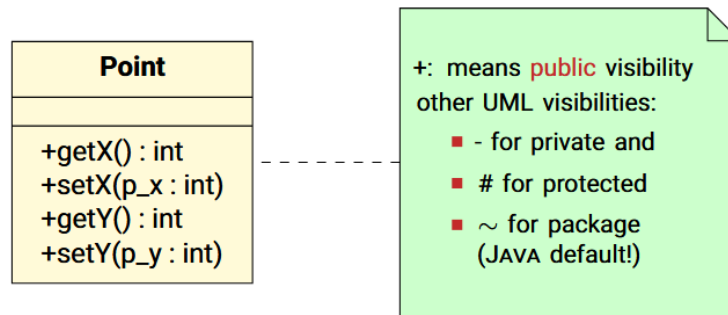 Point
+getX() : int
+setX(p_x : int)
+getY() : int
+setY(p_y : int)
+: means public visibility
other UML visibilities:
- for private and
# for protected
~ for package
(JAVA default!)